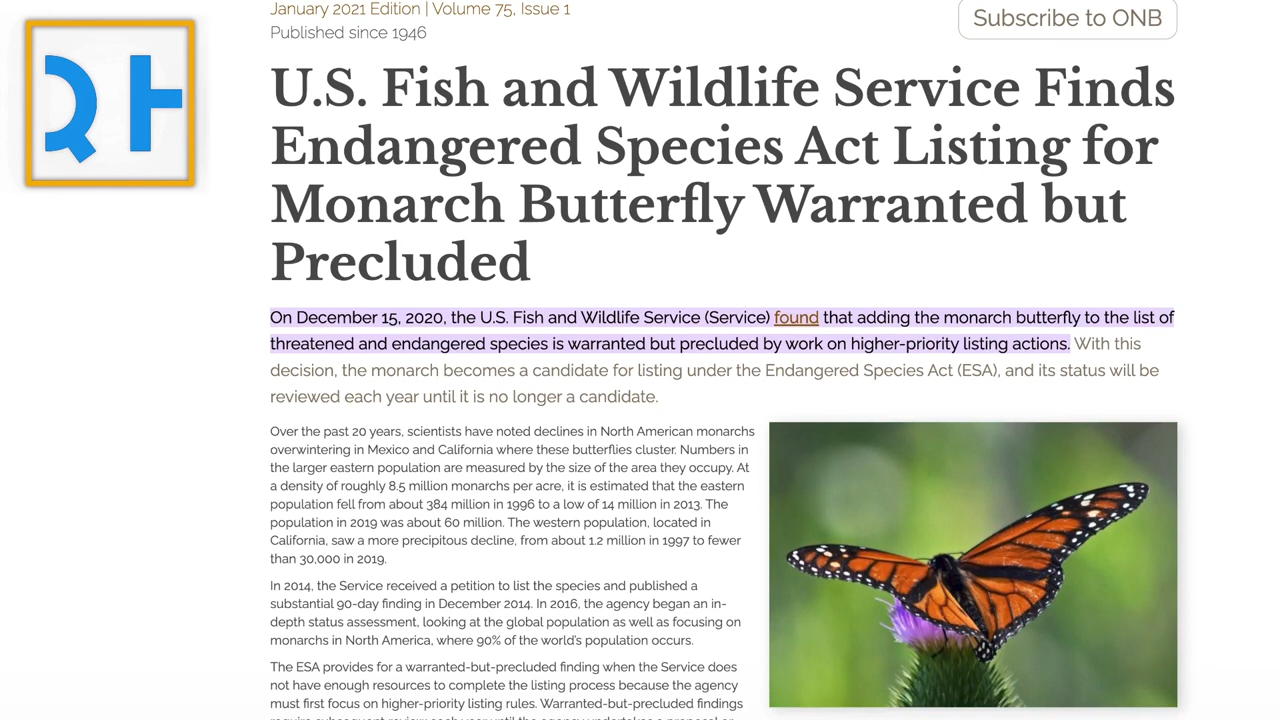 January 2021 Edition | Volume 75, Issue 1
Published since 1946
Subscribe to ONB
QH
U.S. Fish and Wildlife Service Finds
Endangered Species Act Listing for
Monarch Butterfly Warranted but
Precluded
On December 15, 2020, the U.S. Fish and Wildlife Service (Service) found that adding the monarch butterfly to the list of
threatened and endangered species is warranted but precluded by work on higher-priority listing actions. With this
decision, the monarch becomes a candidate for listing under the Endangered Species Act (ESA), and its status will be
reviewed each year until it is no longer a candidate.
Over the past 20 years, scientists have noted declines in North American monarchs
overwintering in Mexico and California where these butterflies cluster. Numbers in
the larger eastern population are measured by the size of the area they occupy. At
a density of roughly 8.5 million monarchs per acre, it is estimated that the eastern
population fell from about 384 million in 1996 to a low of 14 million in 2013. The
population in 2019 was about 60 million. The western population, located in
California, saw a more precipitous decline, from about 1.2 million in 1997 to fewer
than 30,000 in 2019.
In 2014, the Service received a petition to list the species and published a
substantial 90-day finding in December 2014. In 2016, the agency began an in-
depth status assessment, looking at the global population as well as focusing on
monarchs in North America, where 90% of the world's population occurs.
The ESA provides for a warranted-but-precluded finding when the Service does
not have enough resources to complete the listing process because the agency
must first focus on higher-priority listing rules. Warranted-but-precluded findings